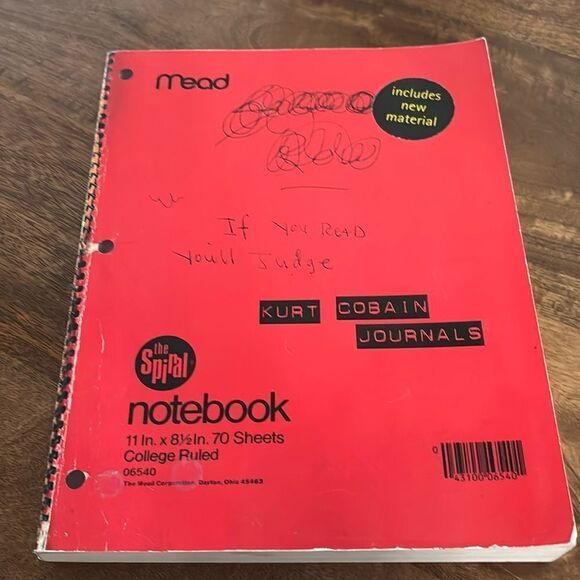 Mead
includes
new
material
If You READ
You'll Judge
KURT COBAIN
JOURNALS
the
Spiral
notebook
11 In. x 8½ In. 70 Sheets
College Ruled
06540
The Mead Corporation, Dayton, Ohio 45463
0
43100 06540